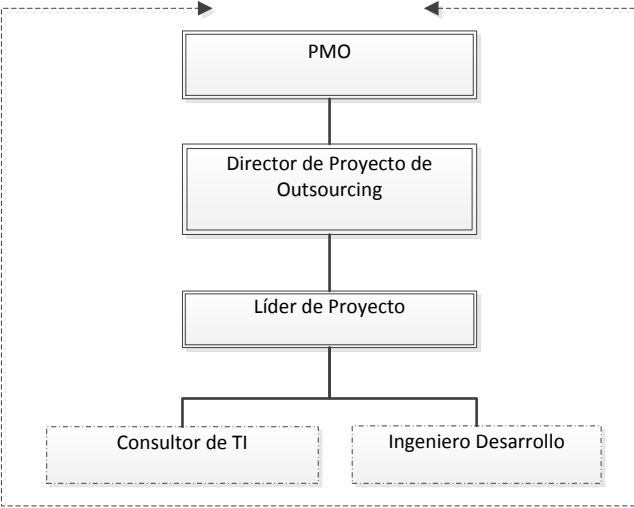 PMO
Director de Proyecto de
Outsourcing
Líder de Proyecto
Consultor de TI
Ingeniero Desarrollo